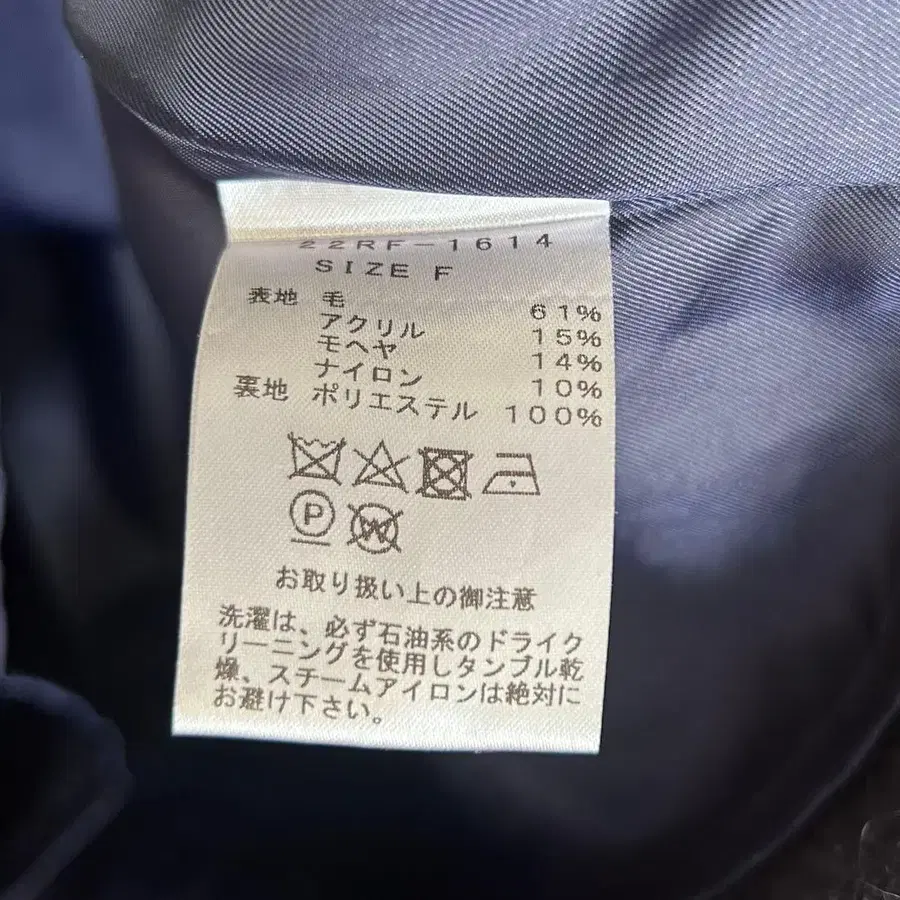 22RF-1614
SIZE F
表地 毛 61%
アクリル 15%
モヘヤ 14%
ナイロン 10%
裏地 ポリエステル 100%
P
W
お取り扱い上の御注意
洗濯は、必ず石油系のドライク
リーニングを使用しタンブル乾
燥、スチームアイロンは絶対に
お避け下さい。